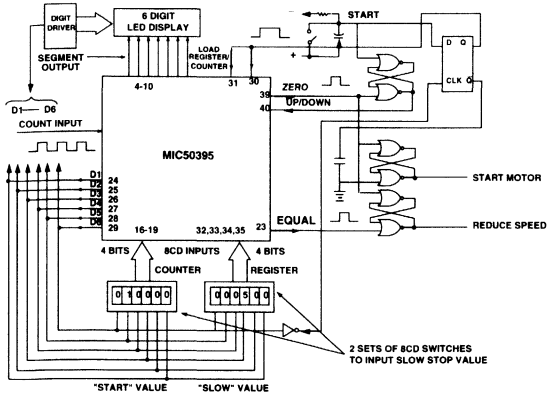 DIGIT
DRIVER
6 DIGIT
LED DISPLAY
START
+
SEGMENT
OUTPUT
LOAD
REGISTER/
COUNTER
D Q
CLK Q
4-10
31
30
39
ZERO
40
UP/DOWN
D1 D6
COUNT INPUT
MIC50395
D1
24
D2
25
D3
26
D4
27
D5
28
D6
29
START MOTOR
16-19
32,33,34,35
23
EQUAL
REDUCE SPEED
4 BITS
8CD INPUTS
4 BITS
COUNTER
REGISTER
0 1 0 0 0 0
0 0 0 5 0 0
2 SETS OF 8CD SWITCHES
TO INPUT SLOW STOP VALUE
"START" VALUE
"SLOW" VALUE